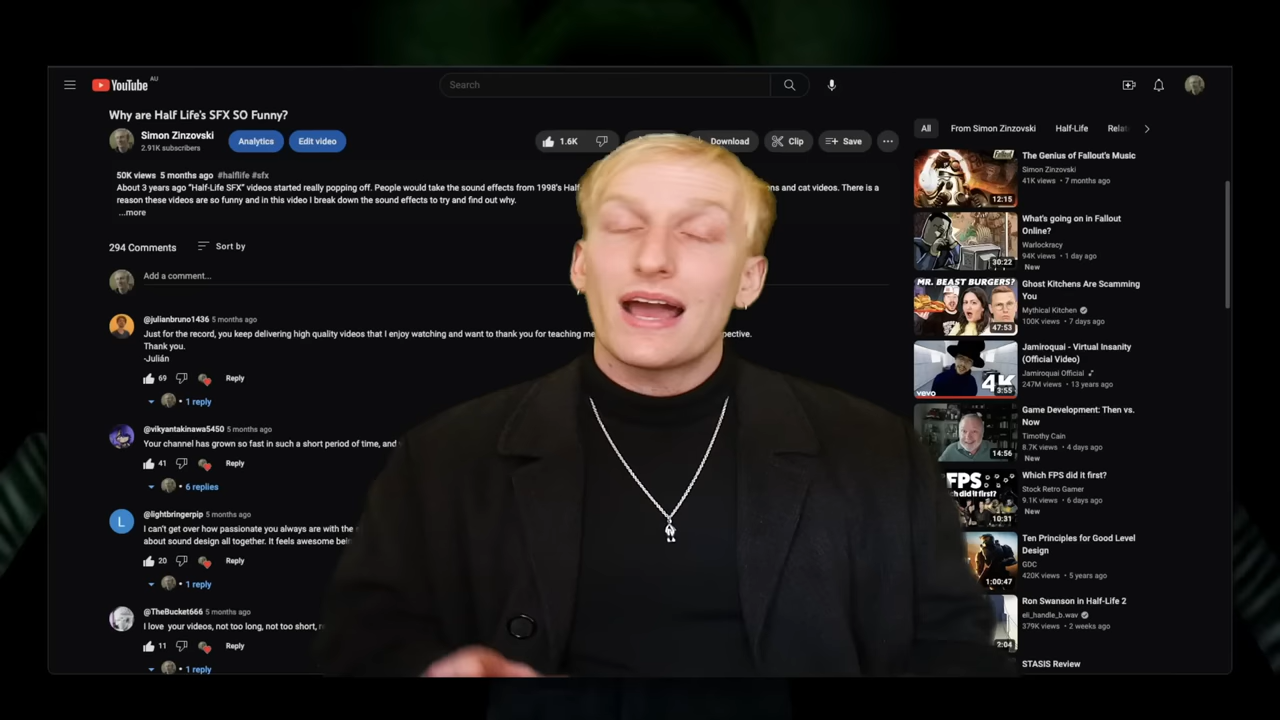 YouTube AU
Search
Why are Half Life's SFX SO Funny?
Simon Zinzovski
2.91K subscribers
Analytics
Edit video
1.6K
Download
Clip
Save
50K views 5 months ago #halflife #sfx
About 3 years ago "Half-Life SFX" videos started really popping off. People would take the sound effects from 1998's Half- and cat videos. There is a
reason these videos are so funny and in this video I break down the sound effects to try and find out why.
...more
294 Comments
Sort by
Add a comment...
@julianbruno1436 5 months ago
Just for the record, you keep delivering high quality videos that I enjoy watching and want to thank you for teaching me
Thank you.
-Julián
69
Reply
1 reply
@vikyantakinawa5450 5 months ago
Your channel has grown so fast in such a short period of time, and
41
Reply
6 replies
L
@lightbringerpip 5 months ago
I can't get over how passionate you always are with the
about sound design all together. It feels awesome
20
Reply
1 reply
@TheBucket666 5 months ago
I love your videos, not too long, not too short,
11
Reply
1 reply
All
From Simon Zinzovski
Half-Life
Fallout
12:15
The Genius of Fallout's Music
Simon Zinzovski
41K views • 7 months ago
30:22
What's going on in Fallout
Online?
Warlockracy
94K views • 1 day ago
New
MR. BEAST BURGERS?
47:53
Ghost Kitchens Are Scamming
You
Mythical Kitchen
100K views • 7 days ago
vevo
4K
3:55
Jamiroquai - Virtual Insanity
(Official Video)
Jamiroquai Official
247M views • 13 years ago
14:56
Game Development: Then vs.
Now
Timothy Cain
8.7K views • 4 days ago
New
FPS
did it first?
10:31
Which FPS did it first?
Stock Retro Gamer
9.1K views • 6 days ago
New
1:00:47
Ten Principles for Good Level
Design
GDC
420K views • 5 years ago
2:04
Ron Swanson in Half-Life 2
eli_handle_b.wav
379K views • 2 weeks ago
STASIS Review